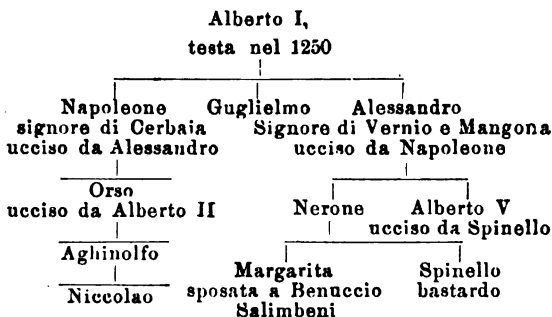 Alberto I,
testa nel 1250
Napoleone Guglielmo Alessandro
signore di Cerbaia Signore di Vernio e Mangona
ucciso da Alessandro ucciso da Napoleone
Orso
ucciso da Alberto II Nerone Alberto V
ucciso da Spinello
Aghinolfo
Margarita Spinello
Niccolao sposata a Benuccio bastardo
Salimbeni